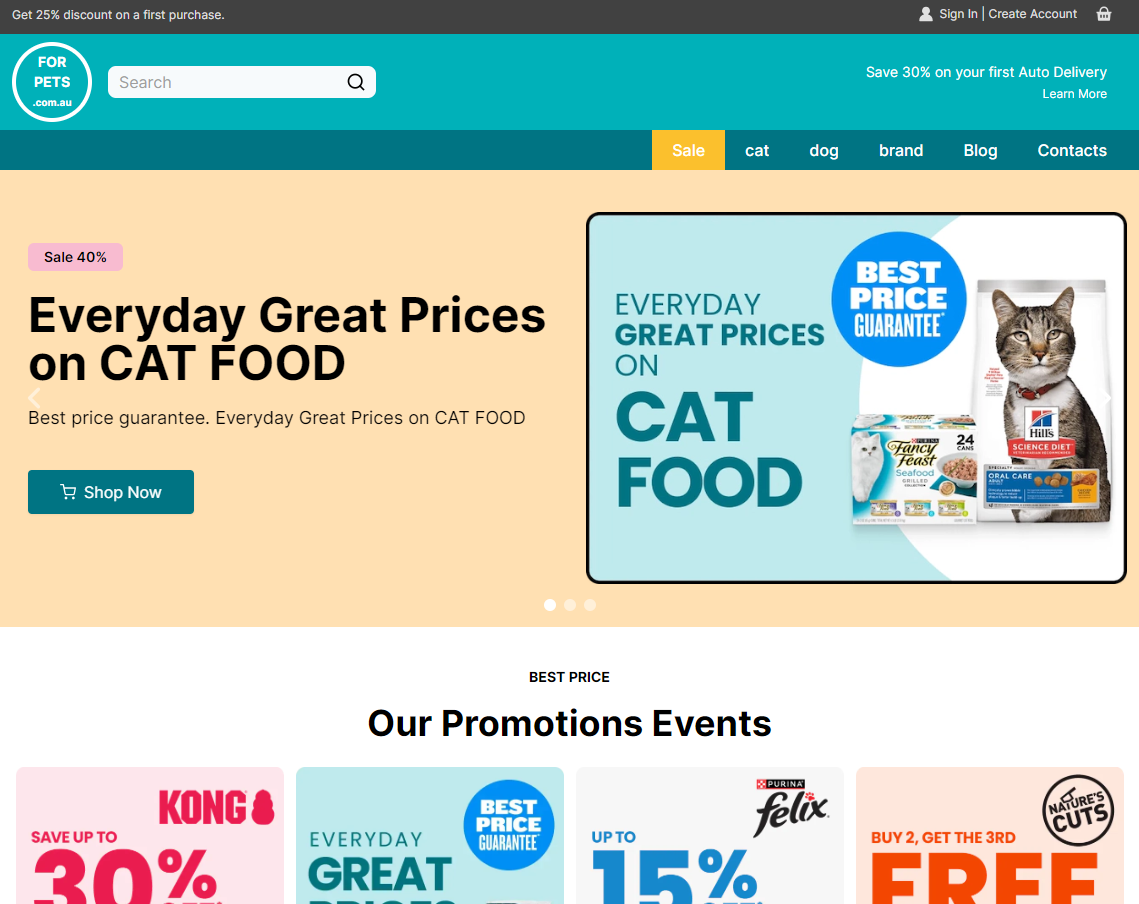 Get 25% discount on a first purchase.
Sign In | Create Account
FOR
PETS
.com.au
Search
Save 30% on your first Auto Delivery
Learn More
Sale
cat
dog
brand
Blog
Contacts
Sale 40%
Everyday Great Prices
on CAT FOOD
Best price guarantee. Everyday Great Prices on CAT FOOD
Shop Now
EVERYDAY
GREAT PRICES
ON
CAT
FOOD
BEST
PRICE
GUARANTEE
PURINA
Fancy
Feast
Seafood
GRILLED
24
CANS
Hill's
SCIENCE DIET
ORAL CARE
ADULT
BEST PRICE
Our Promotions Events
KONG
SAVE UP TO
30%
BEST
PRICE
GUARANTEE
EVERYDAY
GREAT
PRICES
PURINA
felix
UP TO
15%
NATURE'S
CUTS
BUY 2, GET THE 3RD
FREE